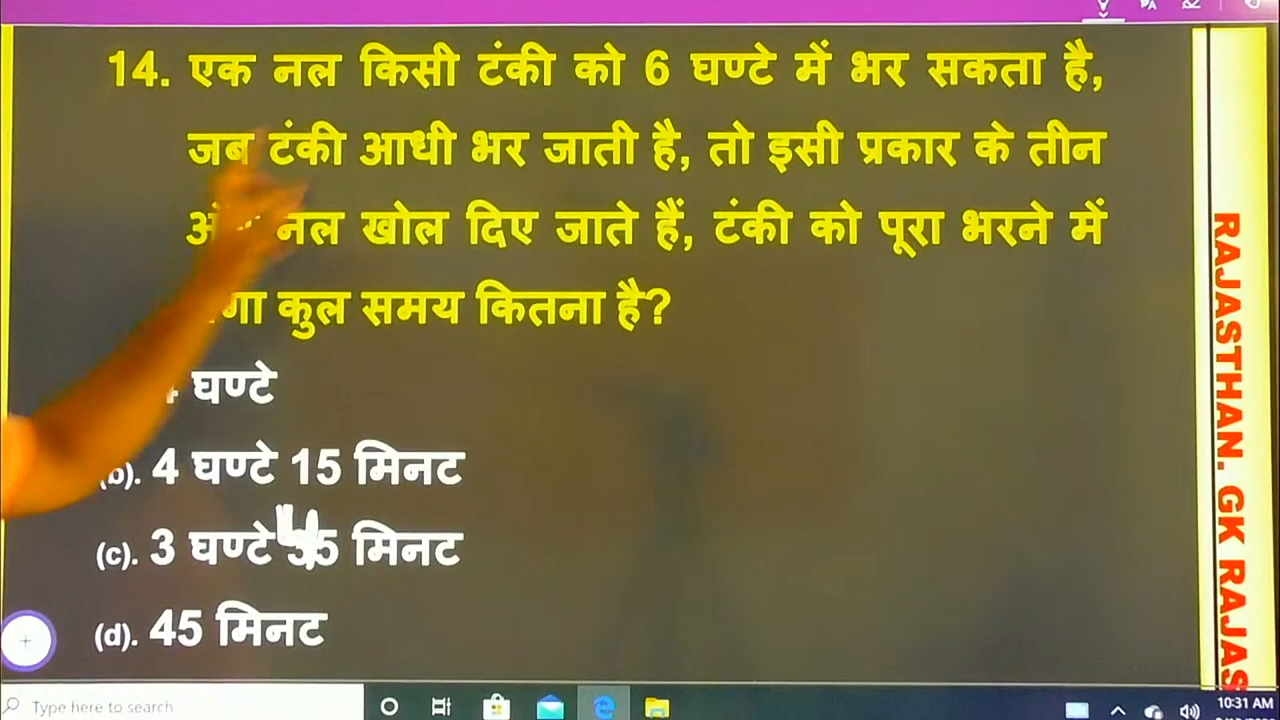 14. एक नल किसी टंकी को 6 घण्टे में भर सकता है,
जब टंकी आधी भर जाती है, तो इसी प्रकार के तीन
नल खोल दिए जाते हैं, टंकी को पूरा भरने में
कुल समय कितना है?
घण्टे
(b). 4 घण्टे 15 मिनट
(c). 3 घण्टे 45 मिनट
(d). 45 मिनट
RAJASTHAN. GK RAJAS
Type here to search
10:31 AM